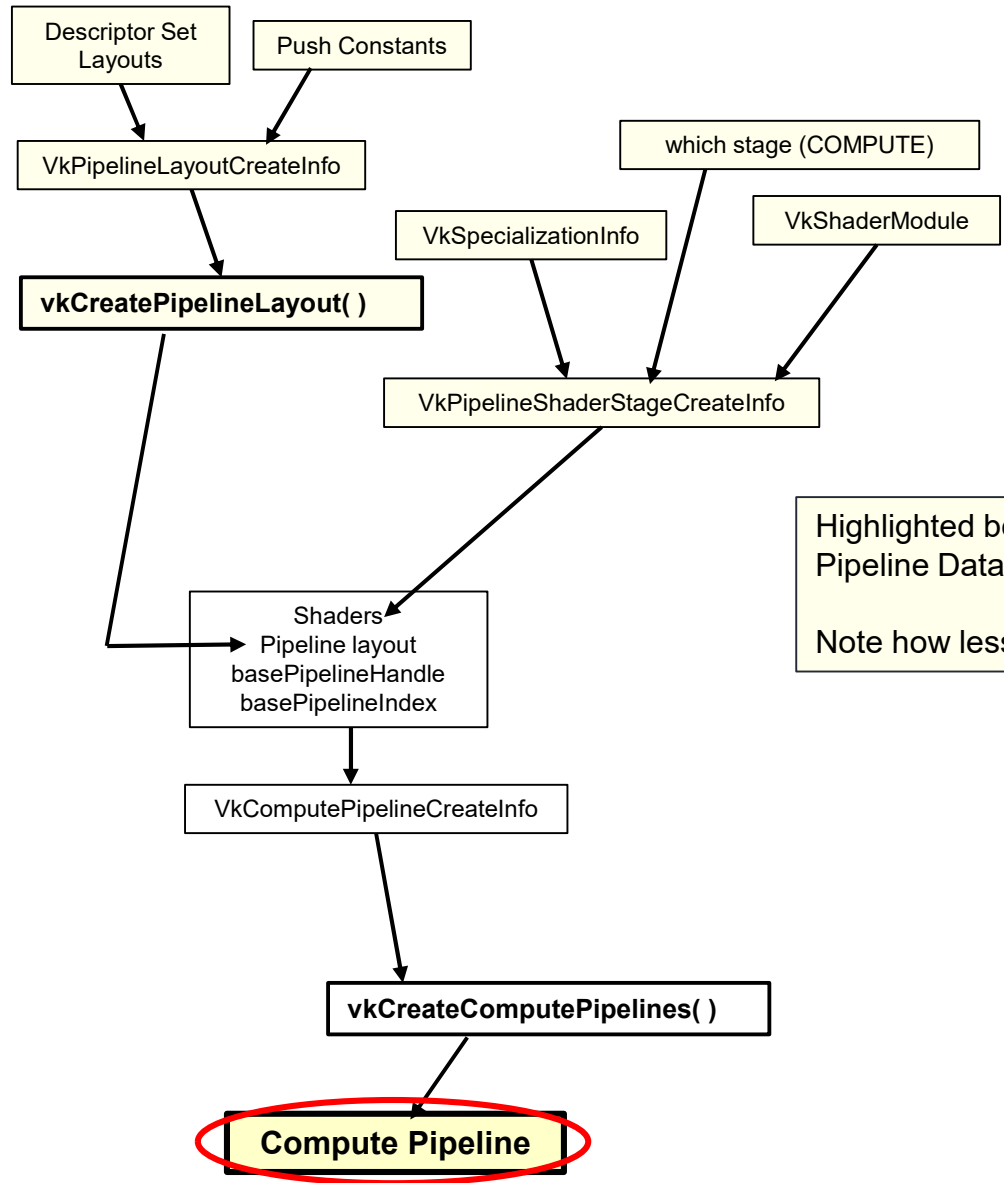 Descriptor Set
Layouts
Push Constants
VkPipelineLayoutCreateInfo
which stage (COMPUTE)
VkSpecializationInfo
VkShaderModule
vkCreatePipelineLayout( )
VkPipelineShaderStageCreateInfo
Highlighted
Pipeline Data
Note how less
Shaders
Pipeline layout
basePipelineHandle
basePipelineIndex
VkComputePipelineCreateInfo
vkCreateComputePipelines( )
Compute Pipeline